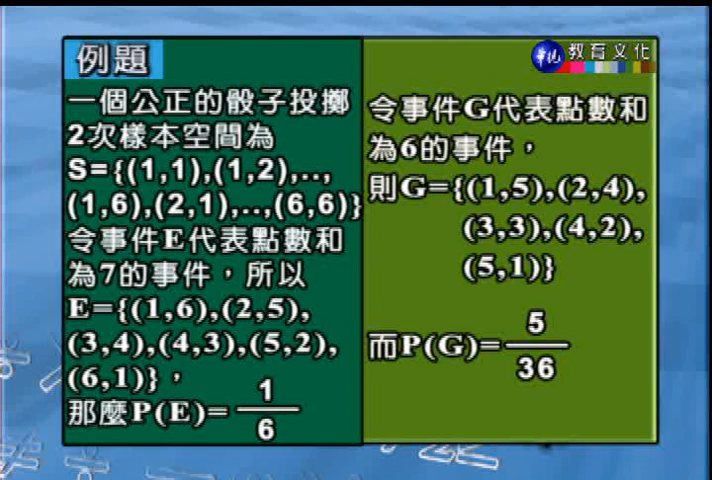 例題
一個公正的骰子投擲
2次樣本空間為
S={(1,1),(1,2),..,
(1,6),(2,1),..,(6,6)}
令事件E代表點數和
為7的事件，所以
E={(1,6),(2,5),
(3,4),(4,3),(5,2),
(6,1)}，
那麼P(E)=1/6
華視 教育文化
令事件G代表點數和
為6的事件，
則G={(1,5),(2,4),
(3,3),(4,2),
(5,1)}
而P(G)=5/36